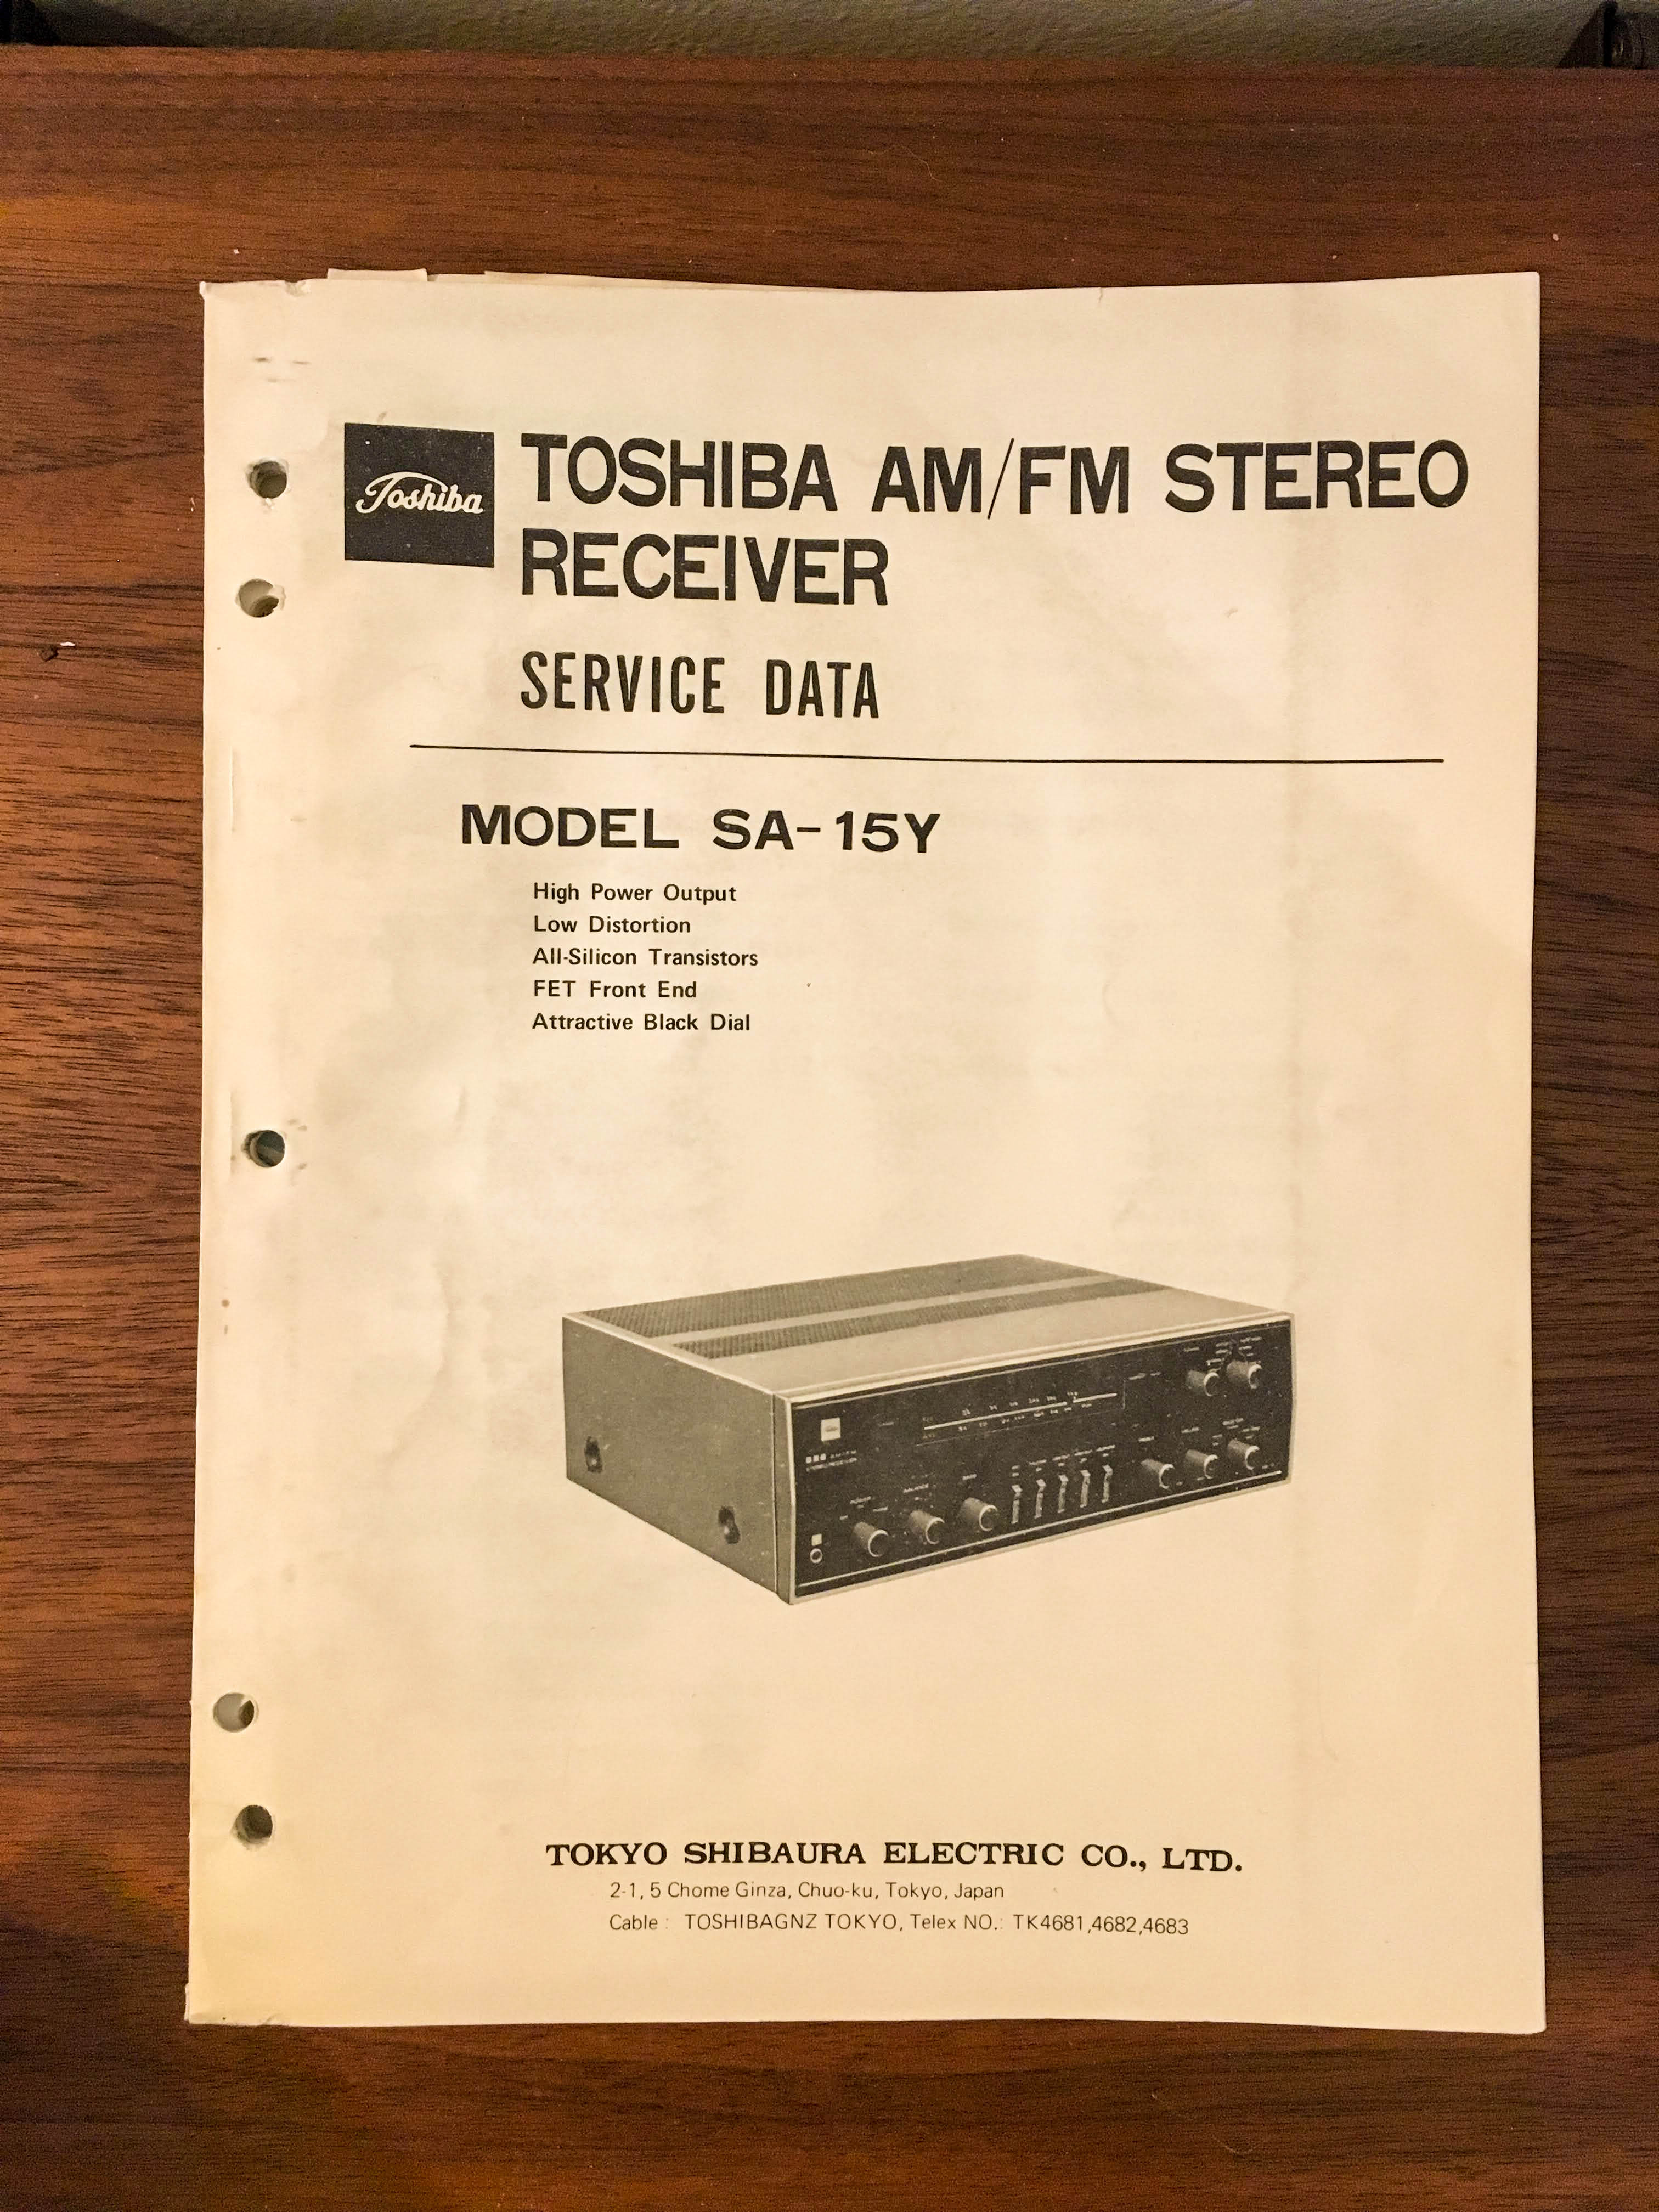 Toshiba
TOSHIBA AM/FM STEREO
RECEIVER
SERVICE DATA
MODEL SA-15Y
High Power Output
Low Distortion
All-Silicon Transistors
FET Front End
Attractive Black Dial
TOKYO SHIBAURA ELECTRIC CO., LTD.
2-1, 5 Chome Ginza, Chuo-ku, Tokyo, Japan
Cable : TOSHIBAGNZ TOKYO, Telex NO.: TK4681,4682,4683